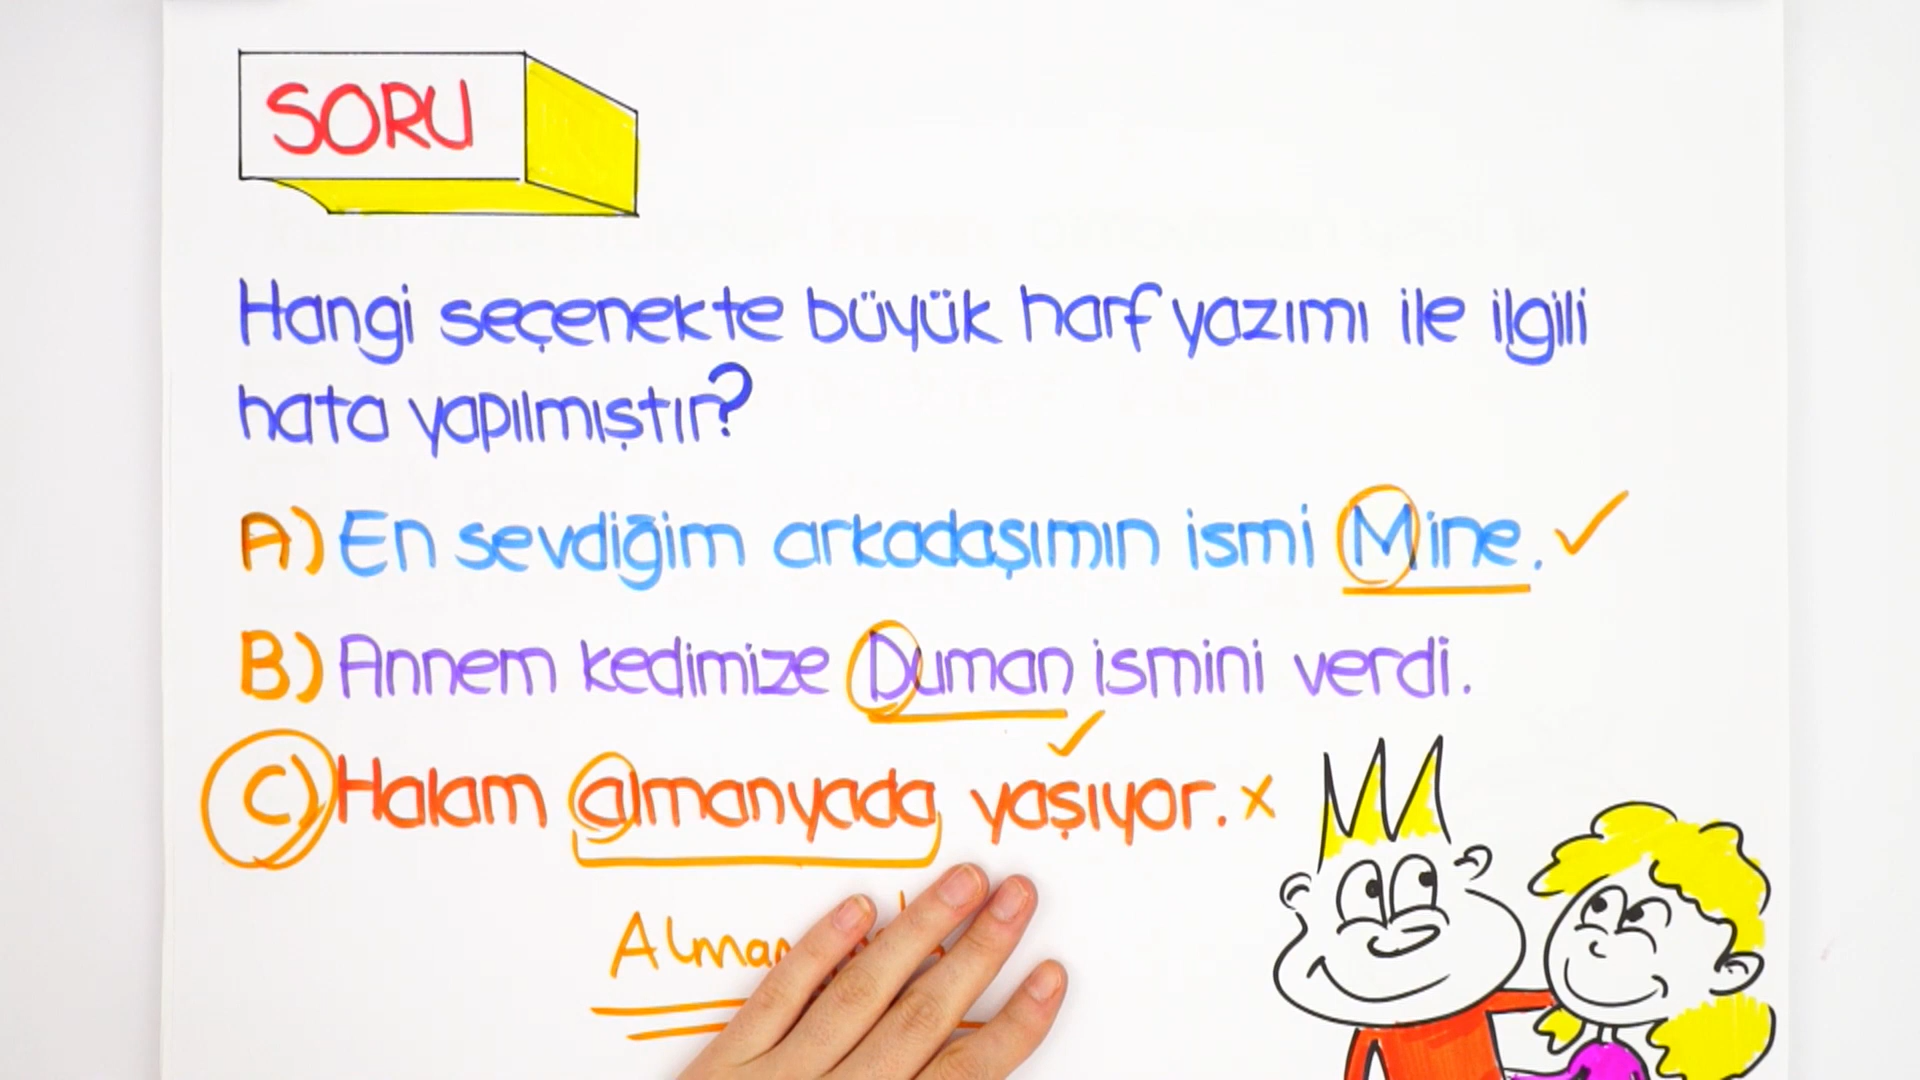 SORU
Hangi seçenekte büyük harf yazımı ile ilgili
hata yapılmıştır?
A) En sevdiğim arkadaşımın ismi Mine.
B) Annem kedimize Duman ismini verdi.
C) Halam almanyada yaşıyor.